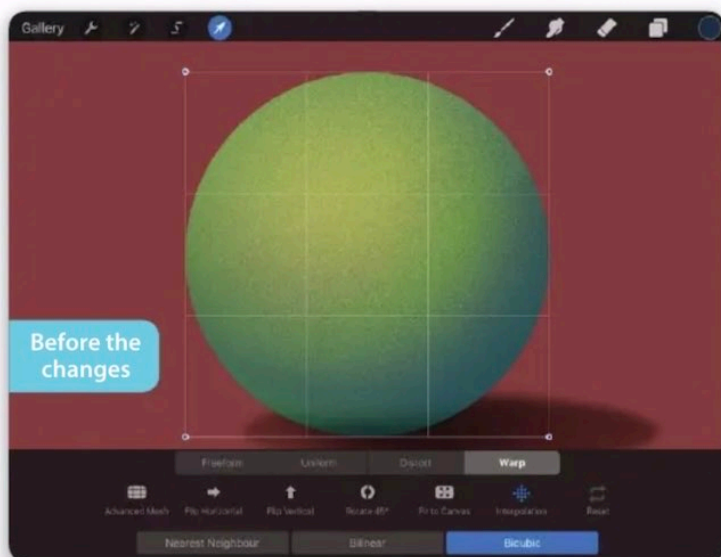 Gallery
Before the
changes
Freeform Uniform Distort Warp
Advanced Mesh Flip Horizontal Flip Vertical Rotate 45° Fit to Canvas Interpolation Reset
Nearest Neighbour Bilinear Bicubic